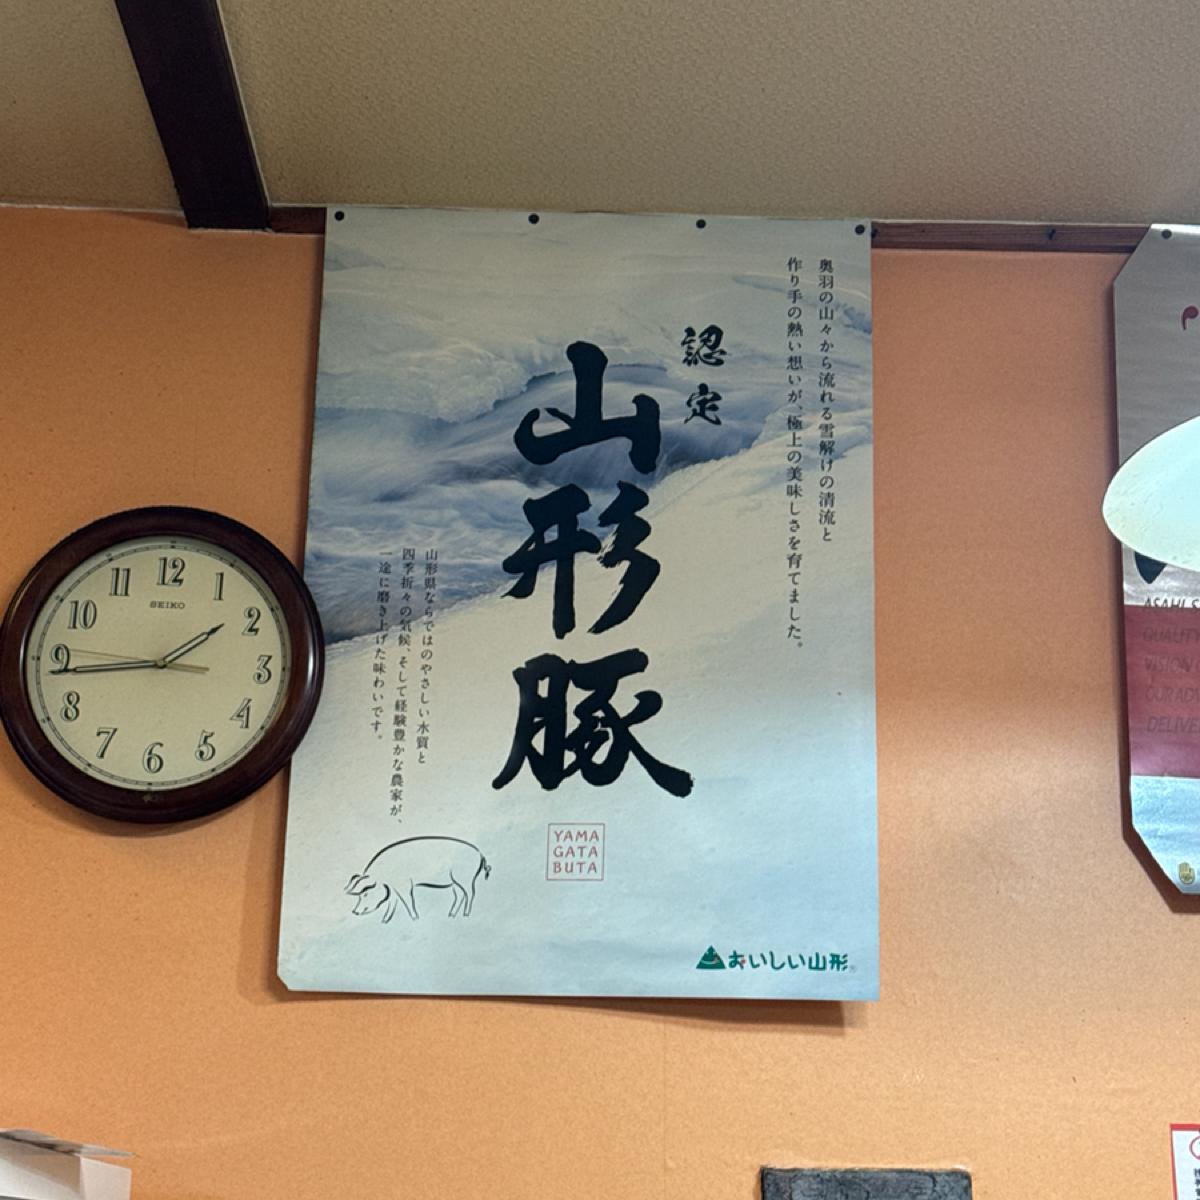 奥羽の山々から流れる雪解けの清流と
作り手の熱い想いが、極上の美味しさを育てました。
認定
山形豚
山形県ならではのやさしい水質と
四季折々の気候、そして経験豊かな農家が、
一途に磨き上げた味わいです。
YAMA
GATA
BUTA
おいしい山形
SEIKO
12
1
2
3
4
5
6
7
8
9
10
11
QUALITY
VISION
DELIVE